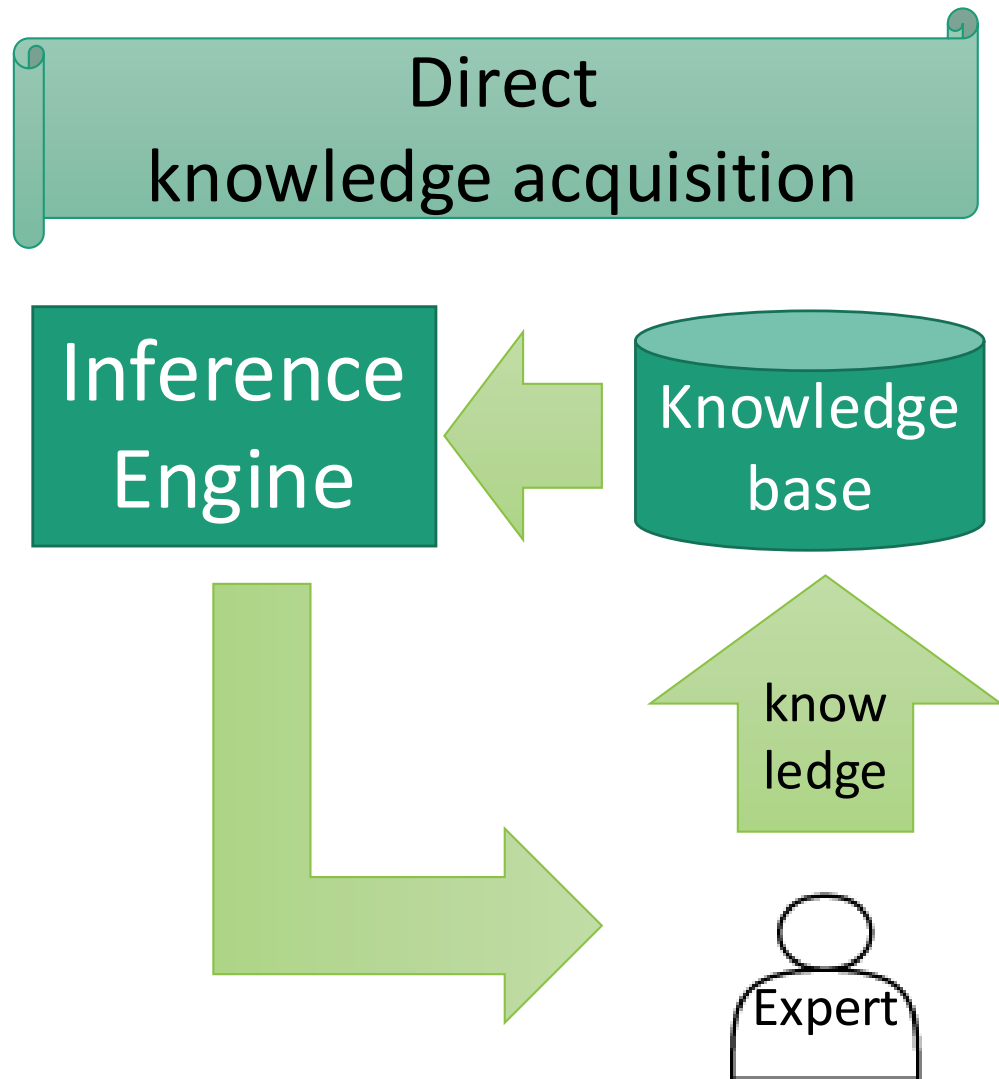 Direct
knowledge acquisition
Inference
Engine
Knowledge
base
know
ledge
Expert